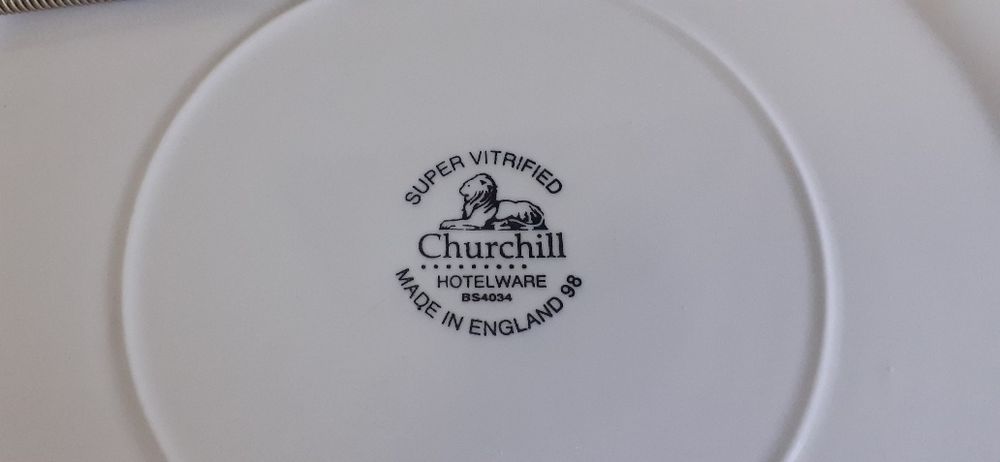 SUPER VITRIFIED
Churchill
HOTELWARE
BS4034
MADE IN ENGLAND 98